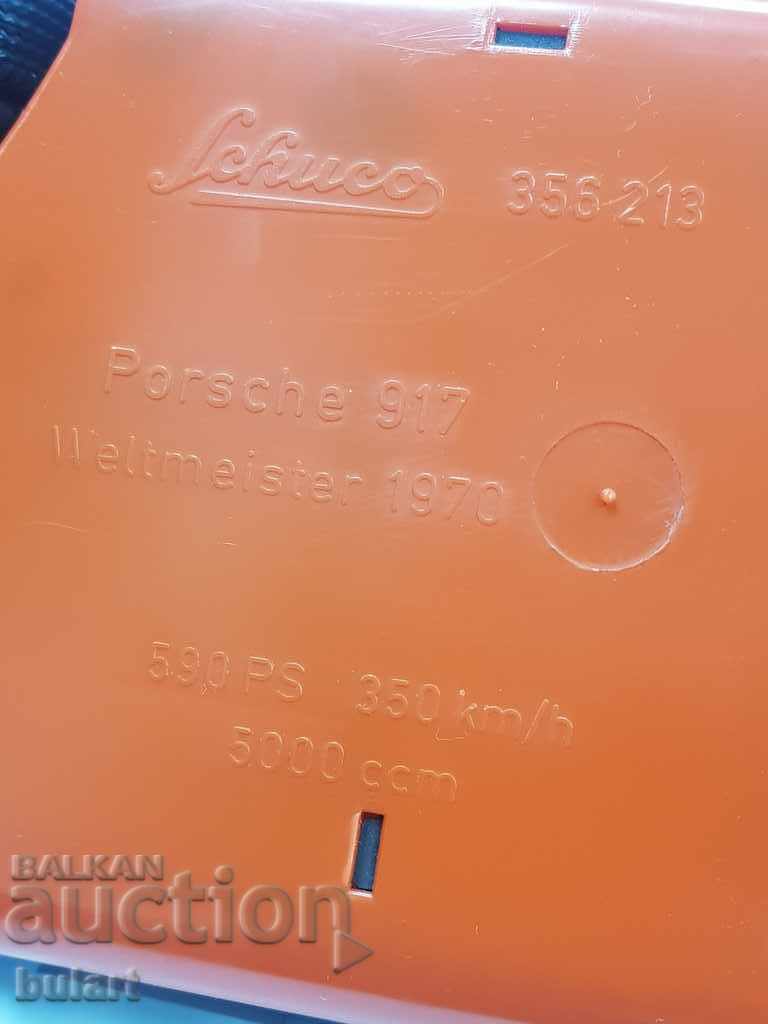 Schuco 356 213
Porsche 917
Weltmeister 1970
590 PS 350 km/h
5000 ccm
BALKAN
auction
bulart